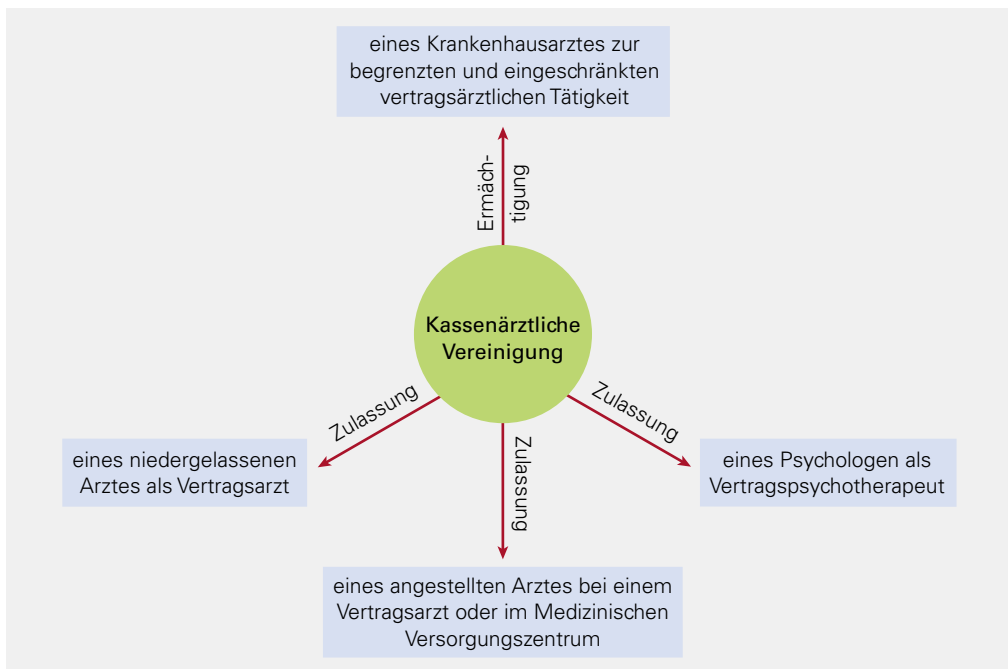 eines Krankenhausarztes zur
begrenzten und eingeschränkten
vertragsärztlichen Tätigkeit
Ermäch-
tigung
Kassenärztliche
Vereinigung
Zulassung
eines niedergelassenen
Arztes als Vertragsarzt
Zulassung
Zulassung
eines Psychologen als
Vertragspsychotherapeut
eines angestellten Arztes bei einem
Vertragsarzt oder im Medizinischen
Versorgungszentrum